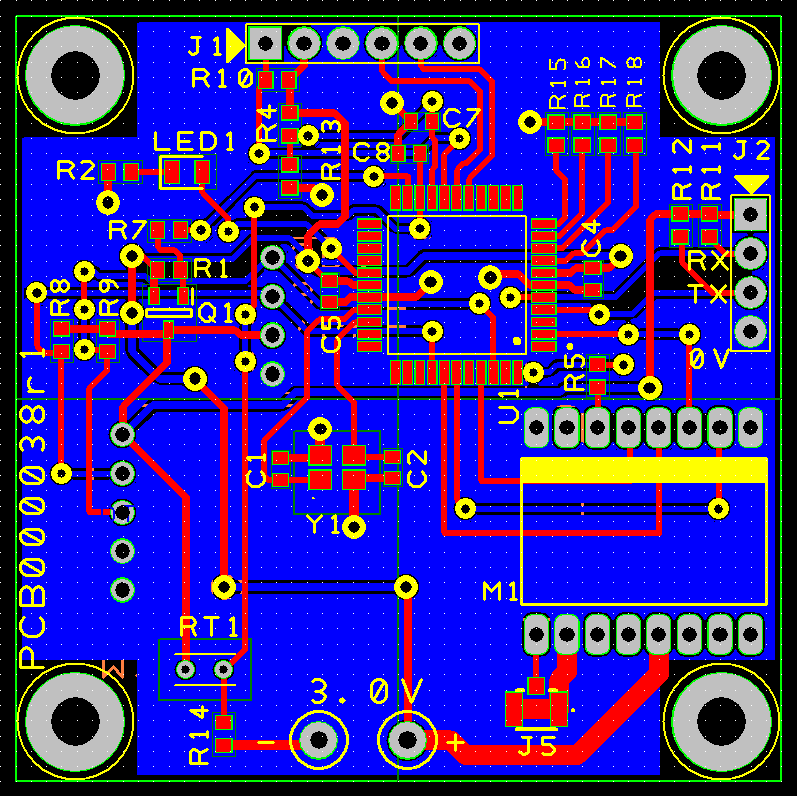 J1
R10
R4
R13
C7
C8
R15
R16
R17
R18
R12
R11
J2
LED1
R2
R7
R1
R8
R9
Q1
C5
C4
RX
TX
0V
R5
U1
PCB000038r1
C1
C2
Y1
M1
RT1
3.0V
R14
-
+
J5